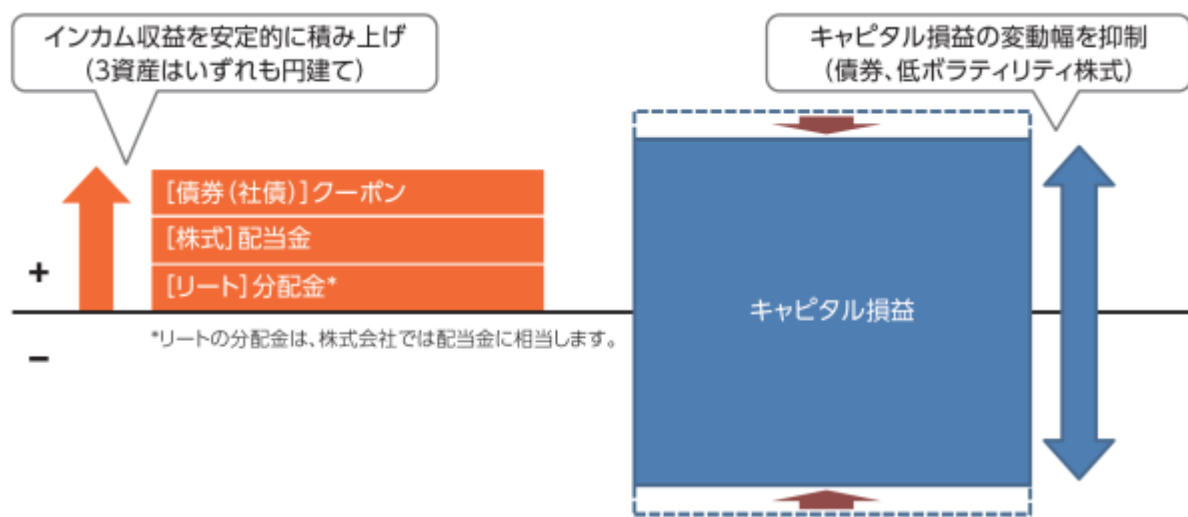 インカム収益を安定的に積み上げ
（3資産はいずれも円建て）
キャピタル損益の変動幅を抑制
（債券、低ボラティリティ株式）
[債券（社債）]クーポン
[株式]配当金
[リート]分配金*
+
−
*リートの分配金は、株式会社では配当金に相当します。
キャピタル損益